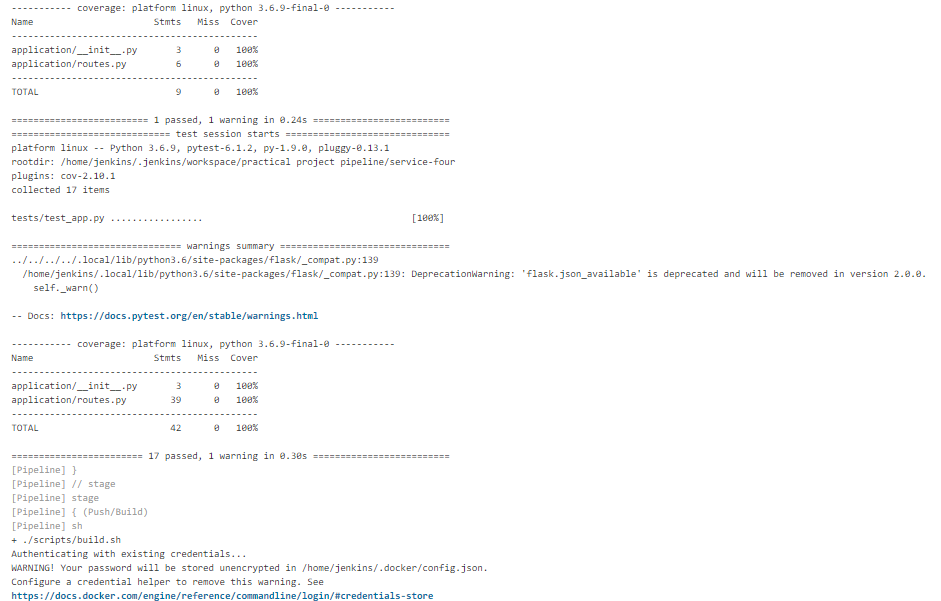 ----------- coverage: platform linux, python 3.6.9-final-0 -----------
Name                      Stmts   Miss  Cover
---------------------------------------------
application/__init__.py       3      0   100%
application/routes.py         6      0   100%
---------------------------------------------
TOTAL                         9      0   100%

========================= 1 passed, 1 warning in 0.24s =========================
============================= test session starts ==============================
platform linux -- Python 3.6.9, pytest-6.1.2, py-1.9.0, pluggy-0.13.1
rootdir: /home/jenkins/.jenkins/workspace/practical project pipeline/service-four
plugins: cov-2.10.1
collected 17 items

tests/test_app.py .................                                      [100%]

=============================== warnings summary ===============================
../../../../.local/lib/python3.6/site-packages/flask/_compat.py:139
  /home/jenkins/.local/lib/python3.6/site-packages/flask/_compat.py:139: DeprecationWarning: 'flask.json_available' is deprecated and will be removed in version 2.0.0.
    self._warn()

-- Docs: https://docs.pytest.org/en/stable/warnings.html

----------- coverage: platform linux, python 3.6.9-final-0 -----------
Name                      Stmts   Miss  Cover
---------------------------------------------
application/__init__.py       3      0   100%
application/routes.py        39      0   100%
---------------------------------------------
TOTAL                        42      0   100%

======================== 17 passed, 1 warning in 0.30s =========================
[Pipeline] }
[Pipeline] // stage
[Pipeline] stage
[Pipeline] { (Push/Build)
[Pipeline] sh
+ ./scripts/build.sh
Authenticating with existing credentials...
WARNING! Your password will be stored unencrypted in /home/jenkins/.docker/config.json.
Configure a credential helper to remove this warning. See
https://docs.docker.com/engine/reference/commandline/login/#credentials-store